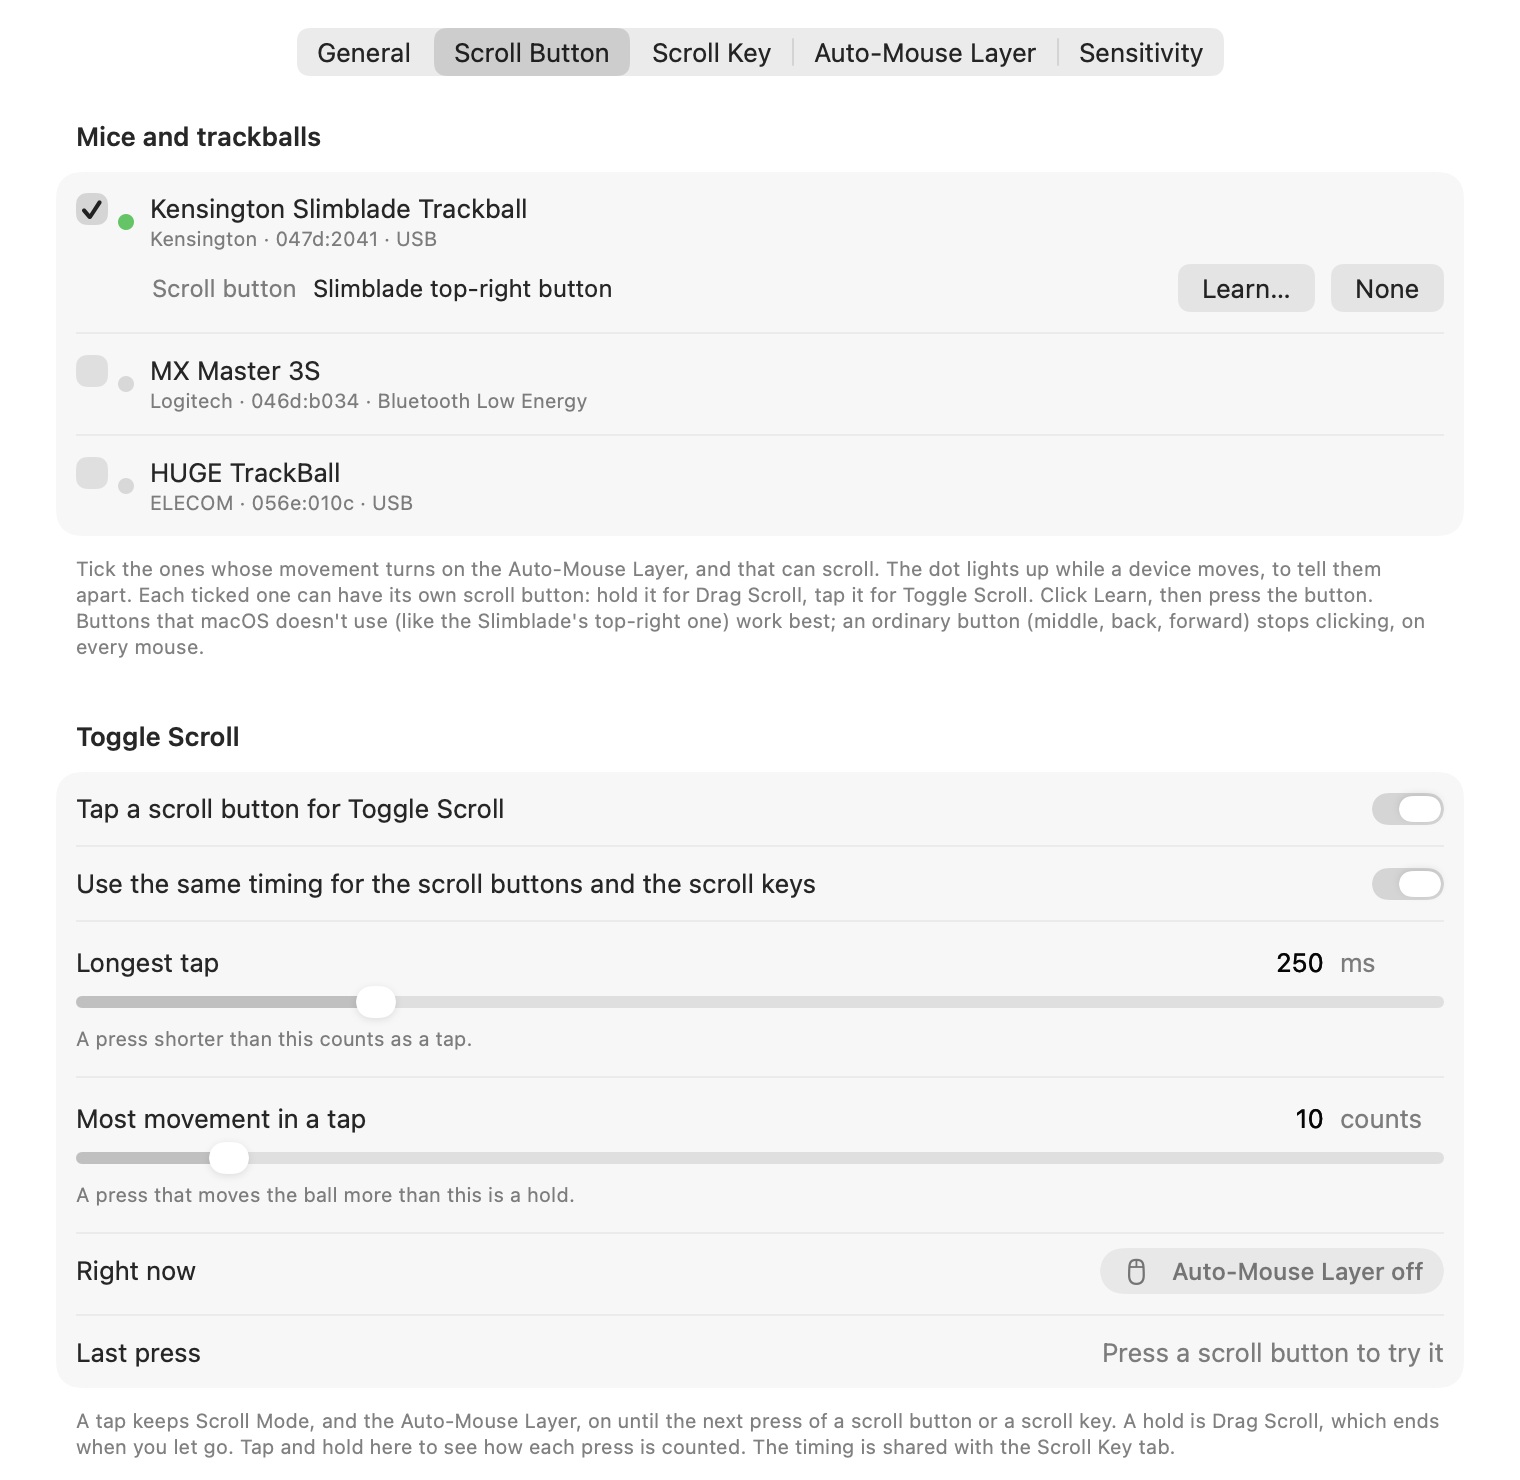 General
Scroll Button
Scroll Key
Auto-Mouse Layer
Sensitivity
Mice and trackballs
Kensington Slimblade Trackball
Kensington · 047d:2041 · USB
Scroll button Slimblade top-right button
Learn...
None
MX Master 3S
Logitech · 046d:b034 · Bluetooth Low Energy
HUGE TrackBall
ELECOM · 056e:010c · USB
Tick the ones whose movement turns on the Auto-Mouse Layer, and that can scroll. The dot lights up while a device moves, to tell them
apart. Each ticked one can have its own scroll button: hold it for Drag Scroll, tap it for Toggle Scroll. Click Learn, then press the button.
Buttons that macOS doesn't use (like the Slimblade's top-right one) work best; an ordinary button (middle, back, forward) stops clicking, on
every mouse.
Toggle Scroll
Tap a scroll button for Toggle Scroll
Use the same timing for the scroll buttons and the scroll keys
Longest tap
250 ms
A press shorter than this counts as a tap.
Most movement in a tap
10 counts
A press that moves the ball more than this is a hold.
Right now
Auto-Mouse Layer off
Last press
Press a scroll button to try it
A tap keeps Scroll Mode, and the Auto-Mouse Layer, on until the next press of a scroll button or a scroll key. A hold is Drag Scroll, which ends
when you let go. Tap and hold here to see how each press is counted. The timing is shared with the Scroll Key tab.